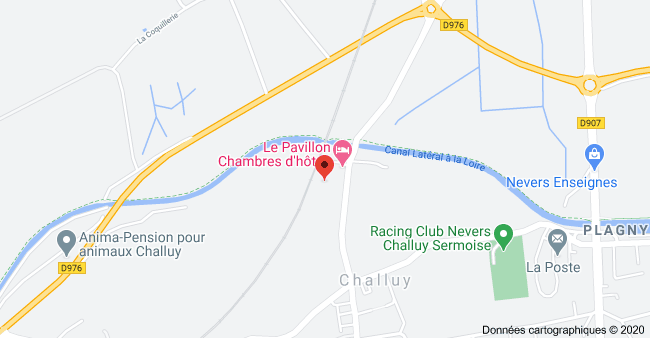 La Coquillerie
D976
D907
Le Pavillon
Chambres d'hôt
Canal Latéral à la Loire
Nevers Enseignes
Anima-Pension pour
animaux Challuy
D976
Racing Club Nevers
Challuy Sermoise
PLAGNY
La Poste
Challuy
Données cartographiques © 2020